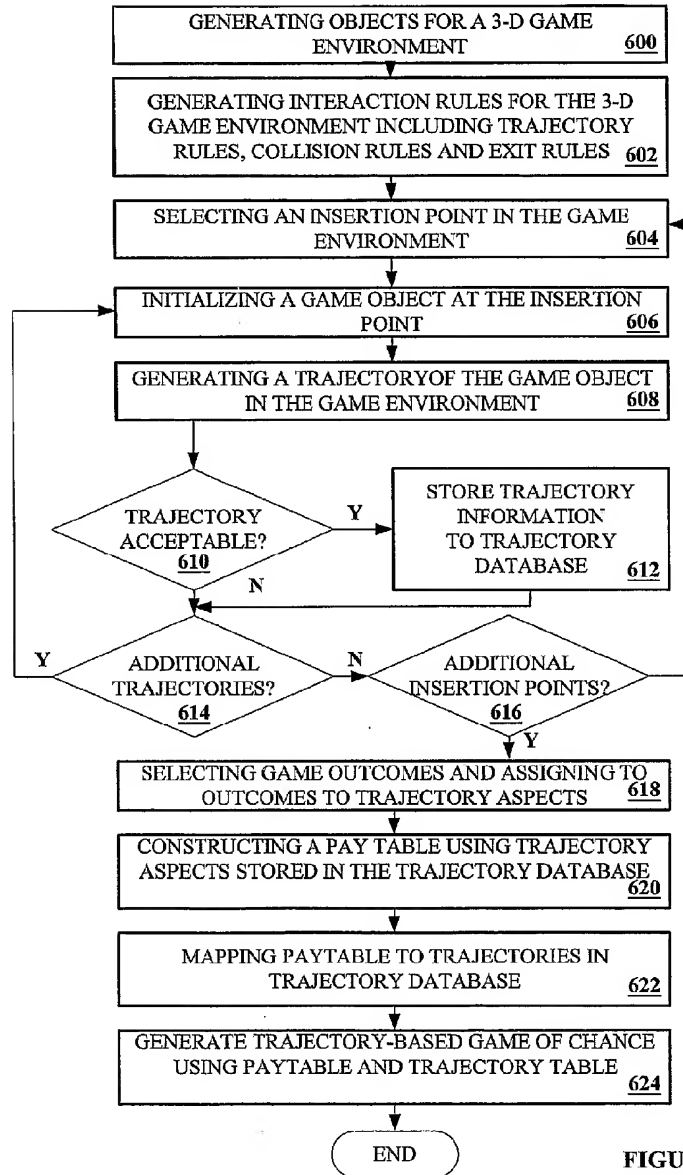 GENERATING OBJECTS FOR A 3-D GAME
ENVIRONMENT
600
GENERATING INTERACTION RULES FOR THE 3-D
GAME ENVIRONMENT INCLUDING TRAJECTORY
RULES, COLLISION RULES AND EXIT RULES
602
SELECTING AN INSERTION POINT IN THE GAME
ENVIRONMENT
604
INITIALIZING A GAME OBJECT AT THE INSERTION
POINT
606
GENERATING A TRAJECTORYOF THE GAME OBJECT
IN THE GAME ENVIRONMENT
608
TRAJECTORY
ACCEPTABLE?
610
Y
N
STORE TRAJECTORY
INFORMATION
TO TRAJECTORY
DATABASE
612
Y
ADDITIONAL
TRAJECTORIES?
614
N
ADDITIONAL
INSERTION POINTS?
616
Y
SELECTING GAME OUTCOMES AND ASSIGNING TO
OUTCOMES TO TRAJECTORY ASPECTS
618
CONSTRUCTING A PAY TABLE USING TRAJECTORY
ASPECTS STORED IN THE TRAJECTORY DATABASE
620
MAPPING PAYTABLE TO TRAJECTORIES IN
TRAJECTORY DATABASE
622
GENERATE TRAJECTORY-BASED GAME OF CHANCE
USING PAYTABLE AND TRAJECTORY TABLE
624
END
FIGU